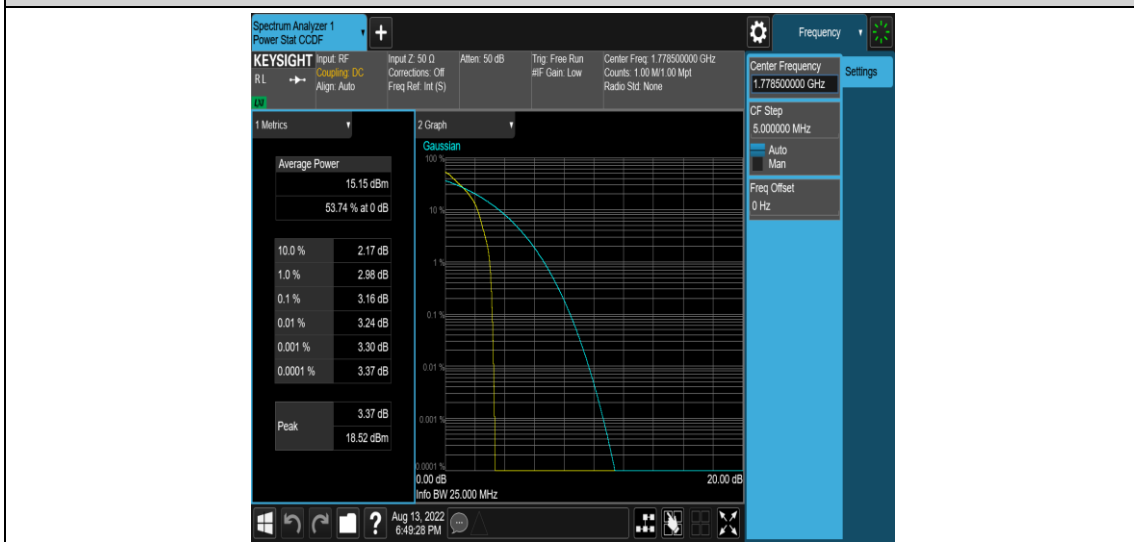 Spectrum Analyzer 1
Power Stat CCDF
Frequency
KEYSIGHT
RL
Input: RF
Coupling: DC
Align: Auto
Input Z: 50 Ω
Corrections: Off
Freq Ref: Int (S)
Atten: 50 dB
Trig: Free Run
#IF Gain: Low
Center Freq: 1.778500000 GHz
Counts: 1.00 M/1.00 Mpt
Radio Std: None
Center Frequency
1.778500000 GHz
Settings
CF Step
5.000000 MHz
Auto
Man
Freq Offset
0 Hz
1 Metrics
Average Power
15.15 dBm
53.74 % at 0 dB
10.0 % 2.17 dB
1.0 % 2.98 dB
0.1 % 3.16 dB
0.01 % 3.24 dB
0.001 % 3.30 dB
0.0001 % 3.37 dB
Peak
3.37 dB
18.52 dBm
2 Graph
Gaussian
100 %
10 %
1 %
0.1 %
0.01 %
0.001 %
0.0001 %
0.00 dB 20.00 dB
Info BW 25.000 MHz
?
Aug 13, 2022
6:49:28 PM